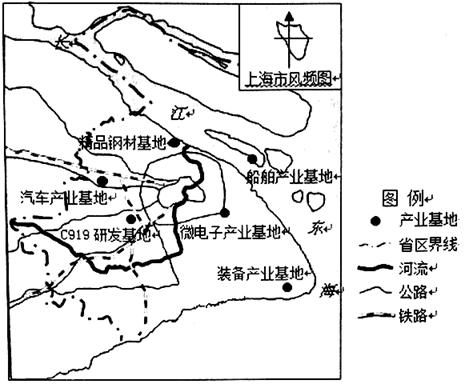 上海市风频图
长
江
精品钢材基地
船舶产业基地
汽车产业基地
C919 研发基地
微电子产业基地
东
装备产业基地
海
图 例
产业基地
省区界线
河流
公路
铁路